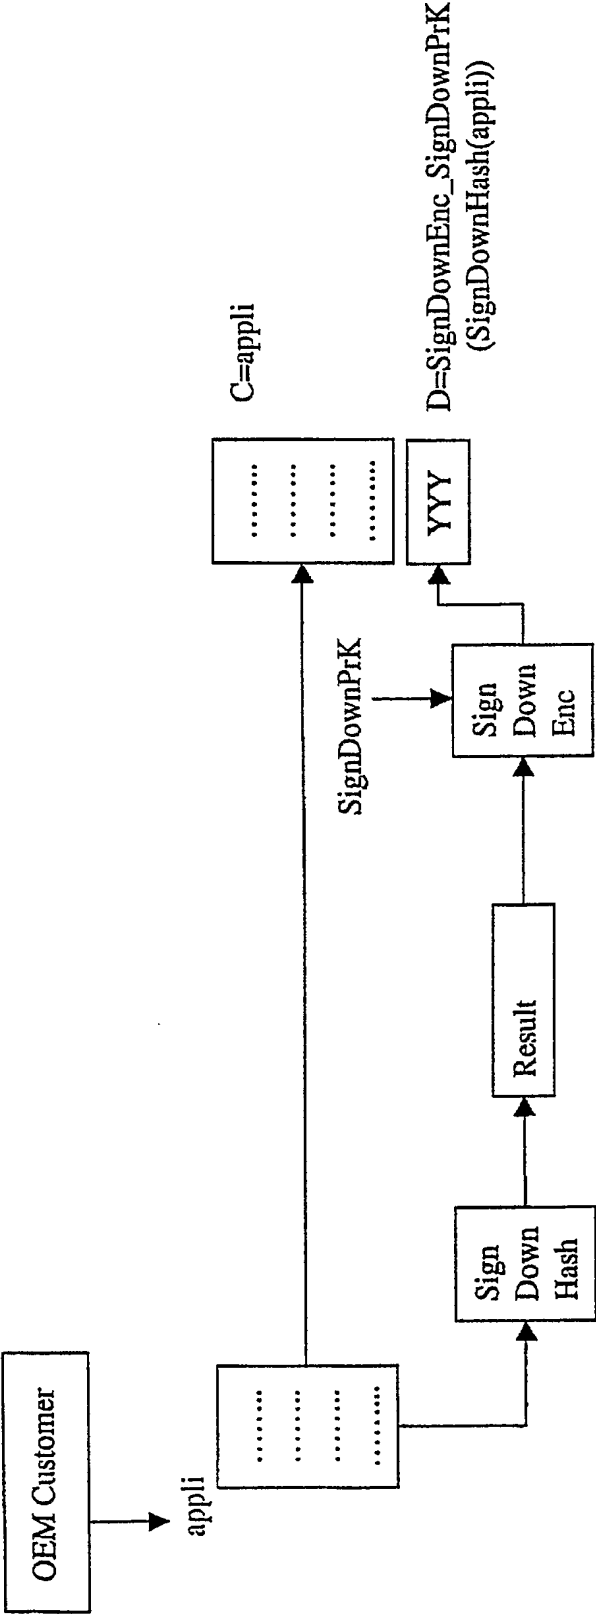 OEM Customer
appli
........
........
........
.........
Sign
Down
Hash
Result
SignDownPrK
Sign
Down
Enc
........
........
........
.........
YYY
C=appli
D=SignDownEnc_SignDownPrK
(SignDownHash(appli))